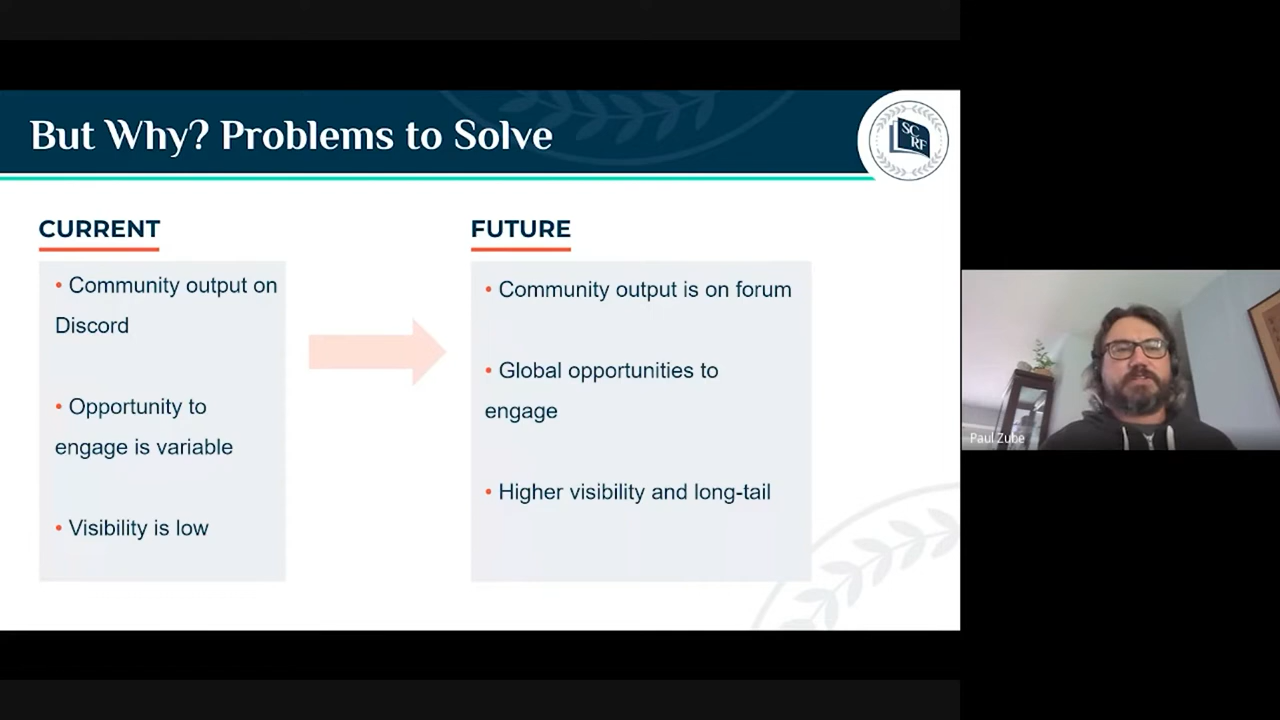 But Why? Problems to Solve
SC
RF
CURRENT
• Community output on
Discord
• Opportunity to
engage is variable
• Visibility is low
FUTURE
• Community output is on forum
• Global opportunities to
engage
• Higher visibility and long-tail
Paul Zube